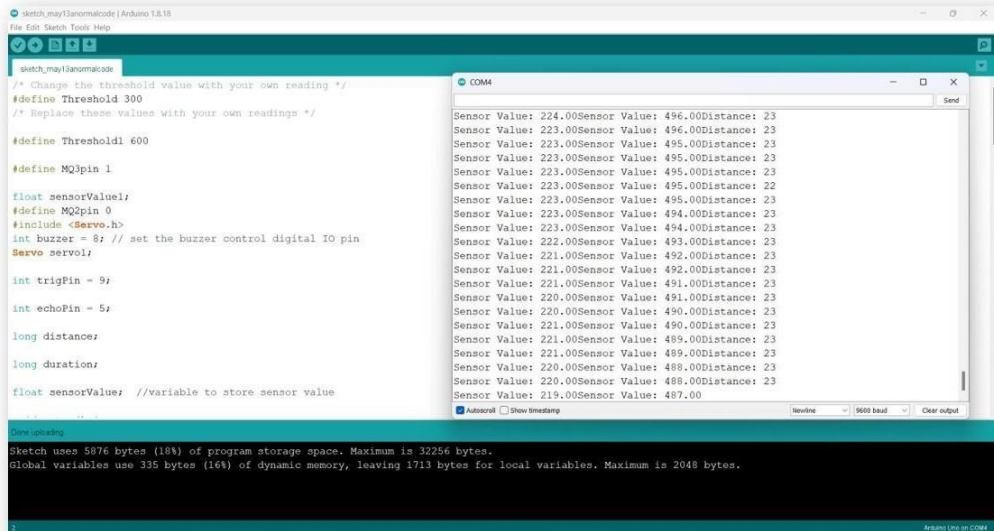 sketch_may13anormalcode | Arduino 1.8.18
File Edit Sketch Tools Help
sketch_may13anormalcode
/* Change the threshold value with your own reading */
#define Threshold 300
/* Replace these values with your own readings */
#define Threshold1 600
#define MQ3pin 1
float sensorValue1;
#define MQ2pin 0
#include <Servo.h>
int buzzer = 8; // set the buzzer control digital IO pin
Servo servo1;
int trigPin = 9;
int echoPin = 5;
long distance;
long duration;
float sensorValue; //variable to store sensor value
COM4
Send
Sensor Value: 224.00Sensor Value: 496.00Distance: 23
Sensor Value: 223.00Sensor Value: 496.00Distance: 23
Sensor Value: 223.00Sensor Value: 495.00Distance: 23
Sensor Value: 223.00Sensor Value: 495.00Distance: 23
Sensor Value: 223.00Sensor Value: 495.00Distance: 23
Sensor Value: 223.00Sensor Value: 495.00Distance: 22
Sensor Value: 223.00Sensor Value: 495.00Distance: 23
Sensor Value: 223.00Sensor Value: 494.00Distance: 23
Sensor Value: 223.00Sensor Value: 494.00Distance: 23
Sensor Value: 222.00Sensor Value: 493.00Distance: 23
Sensor Value: 221.00Sensor Value: 492.00Distance: 23
Sensor Value: 221.00Sensor Value: 492.00Distance: 23
Sensor Value: 221.00Sensor Value: 491.00Distance: 23
Sensor Value: 220.00Sensor Value: 491.00Distance: 23
Sensor Value: 220.00Sensor Value: 490.00Distance: 23
Sensor Value: 221.00Sensor Value: 490.00Distance: 23
Sensor Value: 221.00Sensor Value: 489.00Distance: 23
Sensor Value: 221.00Sensor Value: 489.00Distance: 23
Sensor Value: 220.00Sensor Value: 488.00Distance: 23
Sensor Value: 220.00Sensor Value: 488.00Distance: 23
Sensor Value: 219.00Sensor Value: 487.00
Autoscroll Show timestamp Newline 9600 baud Clear output
Done uploading.
Sketch uses 5876 bytes (18%) of program storage space. Maximum is 32256 bytes.
Global variables use 335 bytes (16%) of dynamic memory, leaving 1713 bytes for local variables. Maximum is 2048 bytes.
2 Arduino Uno on COM4